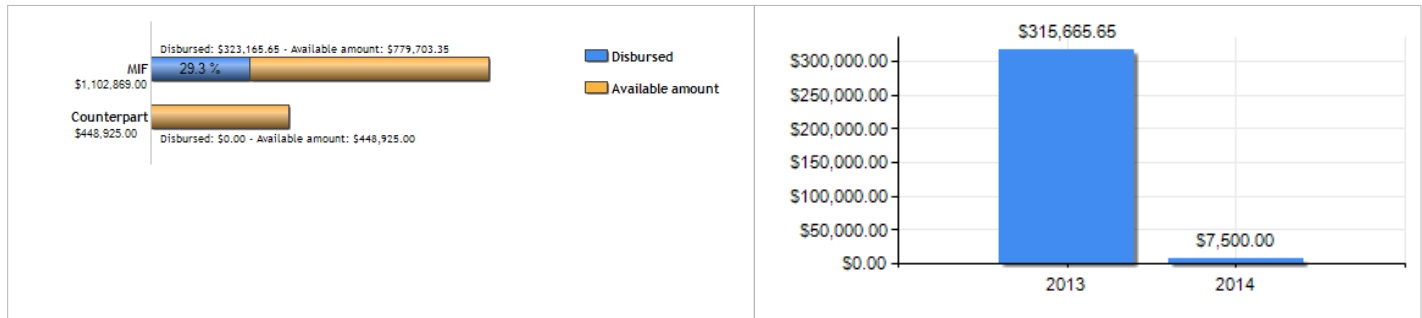 Disbursed: $323,165.65 - Available amount: $779,703.35
MIF
$1,102,869.00
29.3 %
Counterpart
$448,925.00
Disbursed: $0.00 - Available amount: $448,925.00
Disbursed
Available amount
$315,665.65
$300,000.00
$250,000.00
$200,000.00
$150,000.00
$100,000.00
$50,000.00
$0.00
$7,500.00
2013
2014